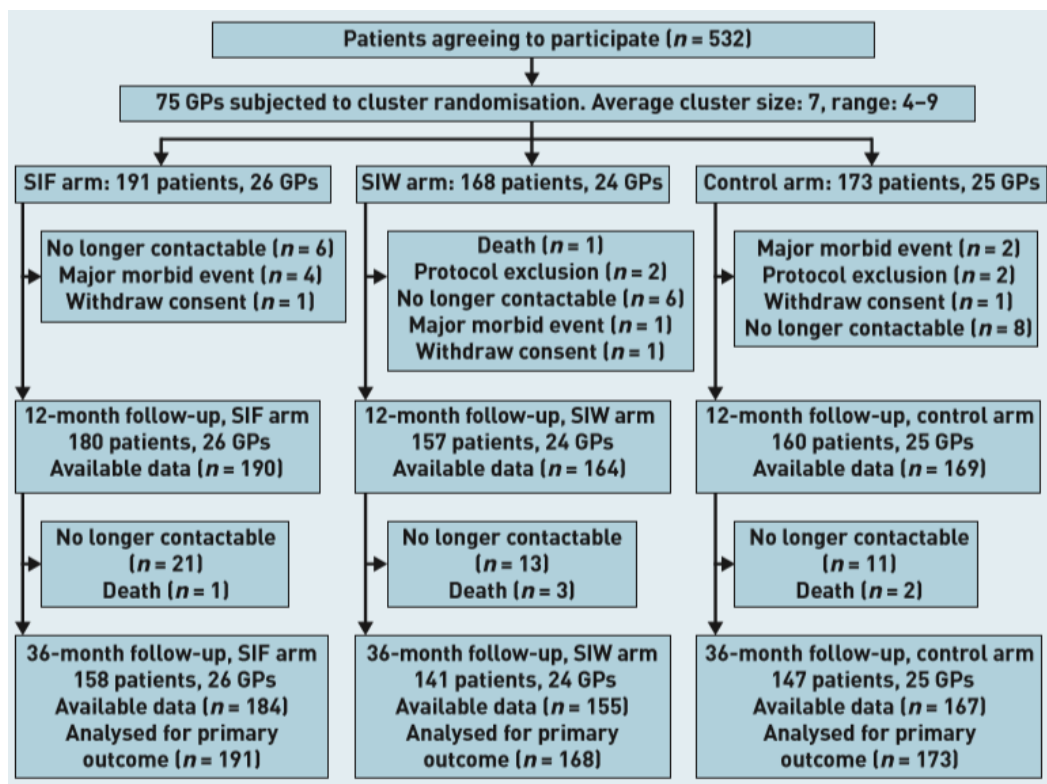 Patients agreeing to participate (n = 532)
75 GPs subjected to cluster randomisation. Average cluster size: 7, range: 4–9
SIF arm: 191 patients, 26 GPs
SIW arm: 168 patients, 24 GPs
Control arm: 173 patients, 25 GPs
No longer contactable (n = 6)
Major morbid event (n = 4)
Withdraw consent (n = 1)
Death (n = 1)
Protocol exclusion (n = 2)
No longer contactable (n = 6)
Major morbid event (n = 1)
Withdraw consent (n = 1)
Major morbid event (n = 2)
Protocol exclusion (n = 2)
Withdraw consent (n = 1)
No longer contactable (n = 8)
12-month follow-up, SIF arm
180 patients, 26 GPs
Available data (n = 190)
12-month follow-up, SIW arm
157 patients, 24 GPs
Available data (n = 164)
12-month follow-up, control arm
160 patients, 25 GPs
Available data (n = 169)
No longer contactable
(n = 21)
Death (n = 1)
No longer contactable
(n = 13)
Death (n = 3)
No longer contactable
(n = 11)
Death (n = 2)
36-month follow-up, SIF arm
158 patients, 26 GPs
Available data (n = 184)
Analysed for primary
outcome (n = 191)
36-month follow-up, SIW arm
141 patients, 24 GPs
Available data (n = 155)
Analysed for primary
outcome (n = 168)
36-month follow-up, control arm
147 patients, 25 GPs
Available data (n = 167)
Analysed for primary
outcome (n = 173)